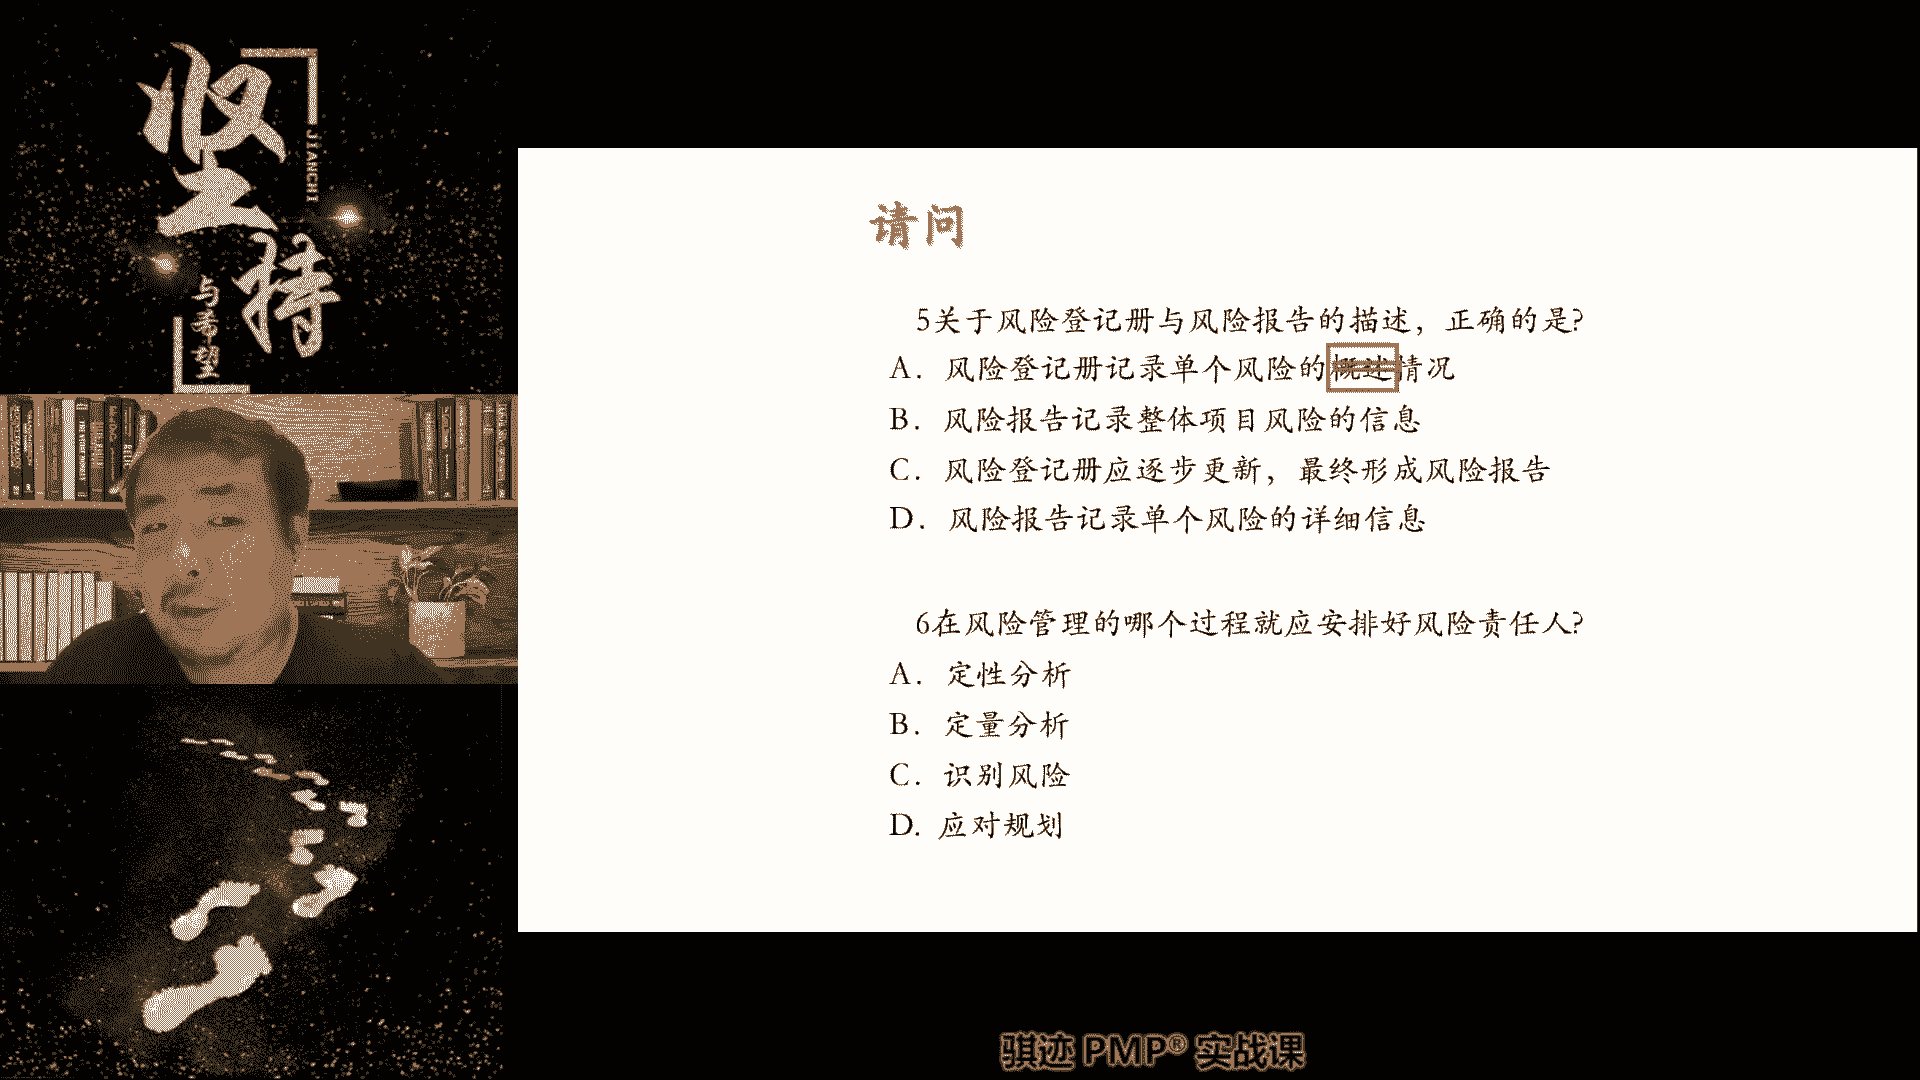 坚持
JIANCHI
与希望
请问
5关于风险登记册与风险报告的描述，正确的是?
A. 风险登记册记录单个风险的概述情况
B. 风险报告记录整体项目风险的信息
C. 风险登记册应逐步更新，最终形成风险报告
D. 风险报告记录单个风险的详细信息
6在风险管理的哪个过程就应安排好风险责任人?
A. 定性分析
B. 定量分析
C. 识别风险
D. 应对规划
骐迹 PMP® 实战课